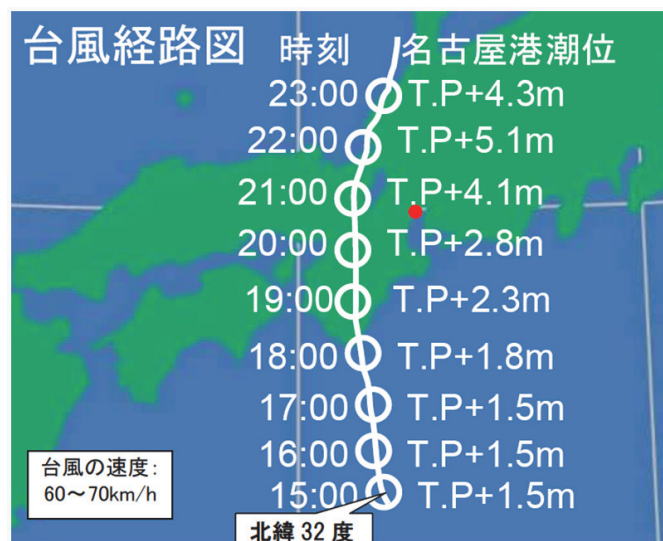 台風経路図 時刻 名古屋港潮位
23:00 T.P+4.3m
22:00 T.P+5.1m
21:00 T.P+4.1m
20:00 T.P+2.8m
19:00 T.P+2.3m
18:00 T.P+1.8m
17:00 T.P+1.5m
16:00 T.P+1.5m
15:00 T.P+1.5m
台風の速度:
60～70km/h
北緯 32 度